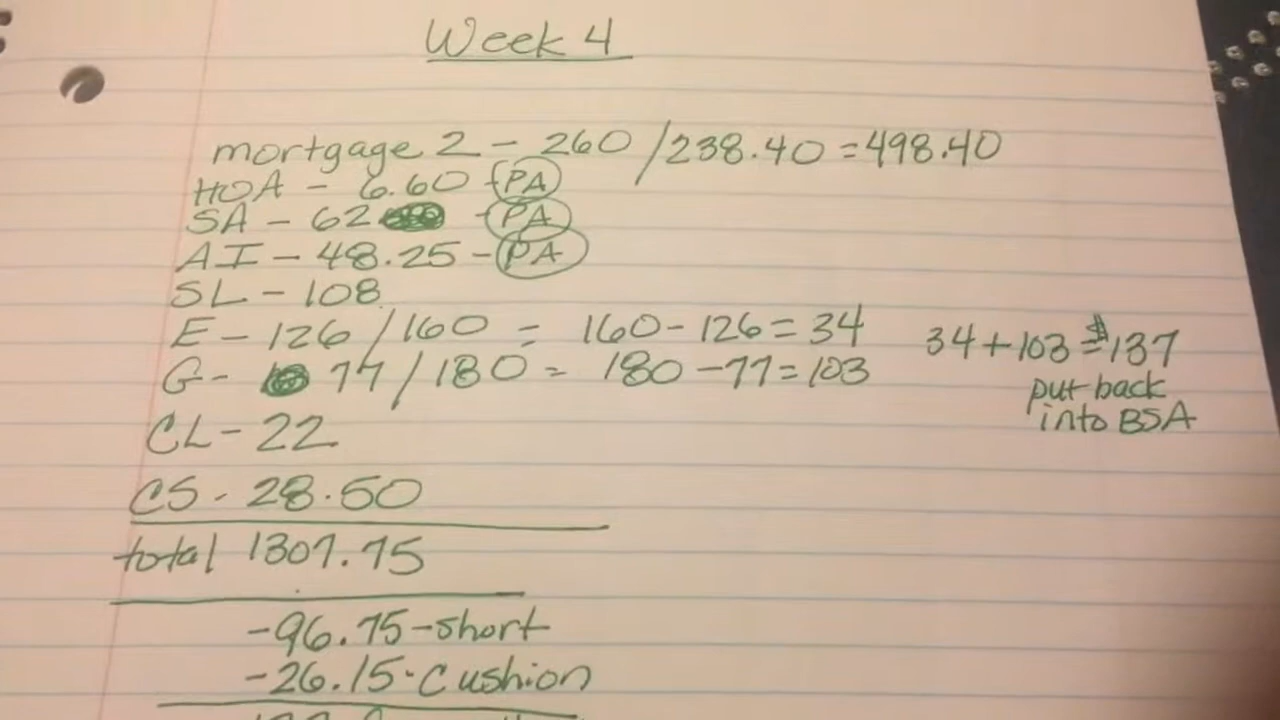 Week 4
mortgage 2 - 260 / 238.40 = 498.40
HOA - 6.60 - PA
SA - 62 - PA
AI - 48.25 - PA
SL - 108
E - 126 / 160 = 160 - 126 = 34
34 + 103 = $137
G - 77 / 180 = 180 - 77 = 103
put back
into BSA
CL - 22
CS - 28.50
total 1307.75
-96.75 - short
-26.15 - Cushion